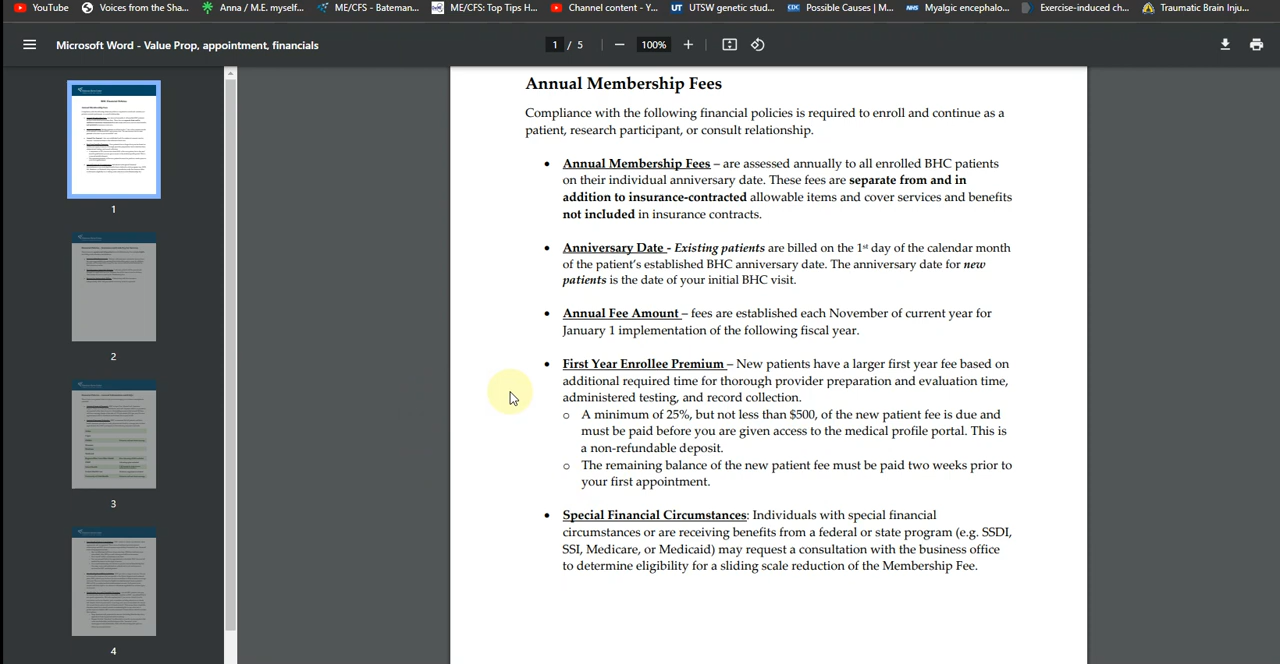 YouTube
Voices from the Sha...
Anna / M.E. myself...
ME/CFS - Bateman...
ME/CFS: Top Tips H...
Channel content - Y...
UT
UTSW genetic stud...
CDC
Possible Causes | M...
NHS
Myalgic encephalo...
Exercise-induced ch...
Traumatic Brain Inju...
Microsoft Word - Value Prop, appointment, financials
1 / 5
100%
1
2
3
4
Annual Membership Fees
Compliance with the following financial policies is required to enroll and continue as a
patient, research participant, or consult relationship.
• Annual Membership Fees – are assessed annually to all enrolled BHC patients
on their individual anniversary date. These fees are separate from and in
addition to insurance-contracted allowable items and cover services and benefits
not included in insurance contracts.
• Anniversary Date - Existing patients are billed on the 1st day of the calendar month
of the patient's established BHC anniversary date. The anniversary date for new
patients is the date of your initial BHC visit.
• Annual Fee Amount – fees are established each November of current year for
January 1 implementation of the following fiscal year.
• First Year Enrollee Premium – New patients have a larger first year fee based on
additional required time for thorough provider preparation and evaluation time,
administered testing, and record collection.
o A minimum of 25%, but not less than $500, of the new patient fee is due and
must be paid before you are given access to the medical profile portal. This is
a non-refundable deposit.
o The remaining balance of the new patient fee must be paid two weeks prior to
your first appointment.
• Special Financial Circumstances: Individuals with special financial
circumstances or are receiving benefits from a federal or state program (e.g. SSDI,
SSI, Medicare, or Medicaid) may request a consultation with the business office
to determine eligibility for a sliding scale reduction of the Membership Fee.